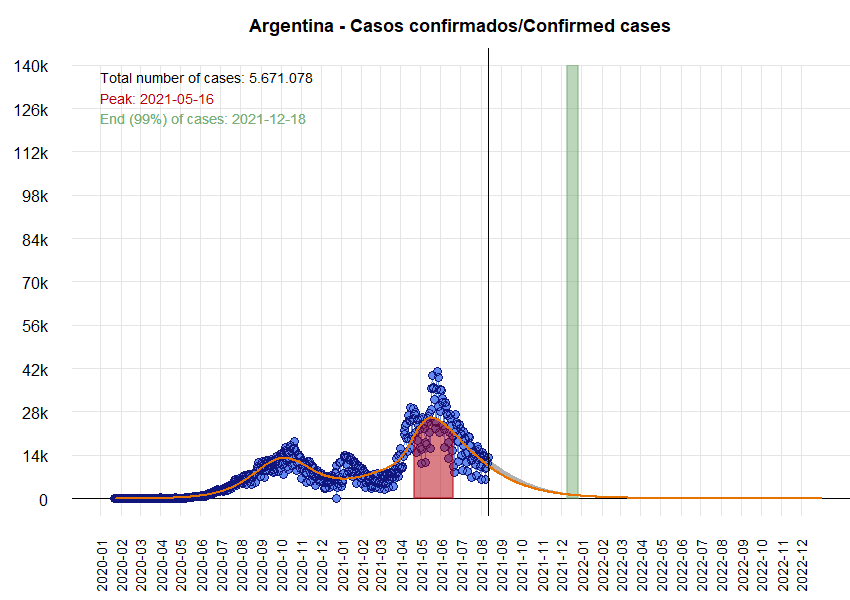 Argentina - Casos confirmados/Confirmed cases
140k
126k
112k
98k
84k
70k
56k
42k
28k
14k
0
Total number of cases: 5.671.078
Peak: 2021-05-16
End (99%) of cases: 2021-12-18
2020-01
2020-02
2020-03
2020-04
2020-05
2020-06
2020-07
2020-08
2020-09
2020-10
2020-11
2020-12
2021-01
2021-02
2021-03
2021-04
2021-05
2021-06
2021-07
2021-08
2021-09
2021-10
2021-11
2021-12
2022-01
2022-02
2022-03
2022-04
2022-05
2022-06
2022-07
2022-08
2022-09
2022-10
2022-11
2022-12